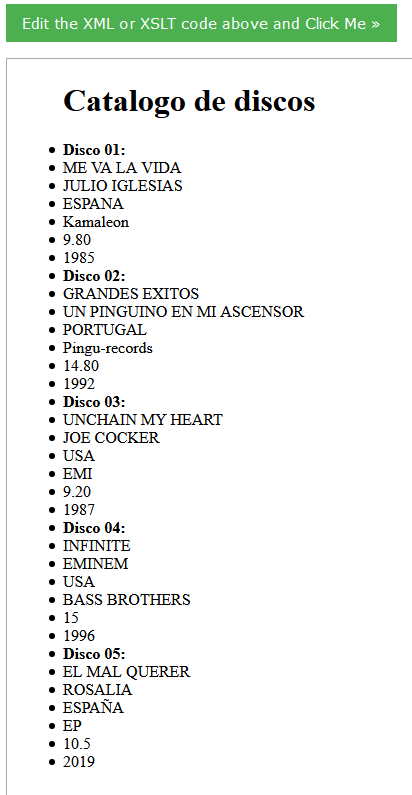 Edit the XML or XSLT code above and Click Me »
Catalogo de discos
Disco 01:
ME VA LA VIDA
JULIO IGLESIAS
ESPANA
Kamaleon
9.80
1985
Disco 02:
GRANDES EXITOS
UN PINGUINO EN MI ASCENSOR
PORTUGAL
Pingu-records
14.80
1992
Disco 03:
UNCHAIN MY HEART
JOE COCKER
USA
EMI
9.20
1987
Disco 04:
INFINITE
EMINEM
USA
BASS BROTHERS
15
1996
Disco 05:
EL MAL QUERER
ROSALIA
ESPAÑA
EP
10.5
2019